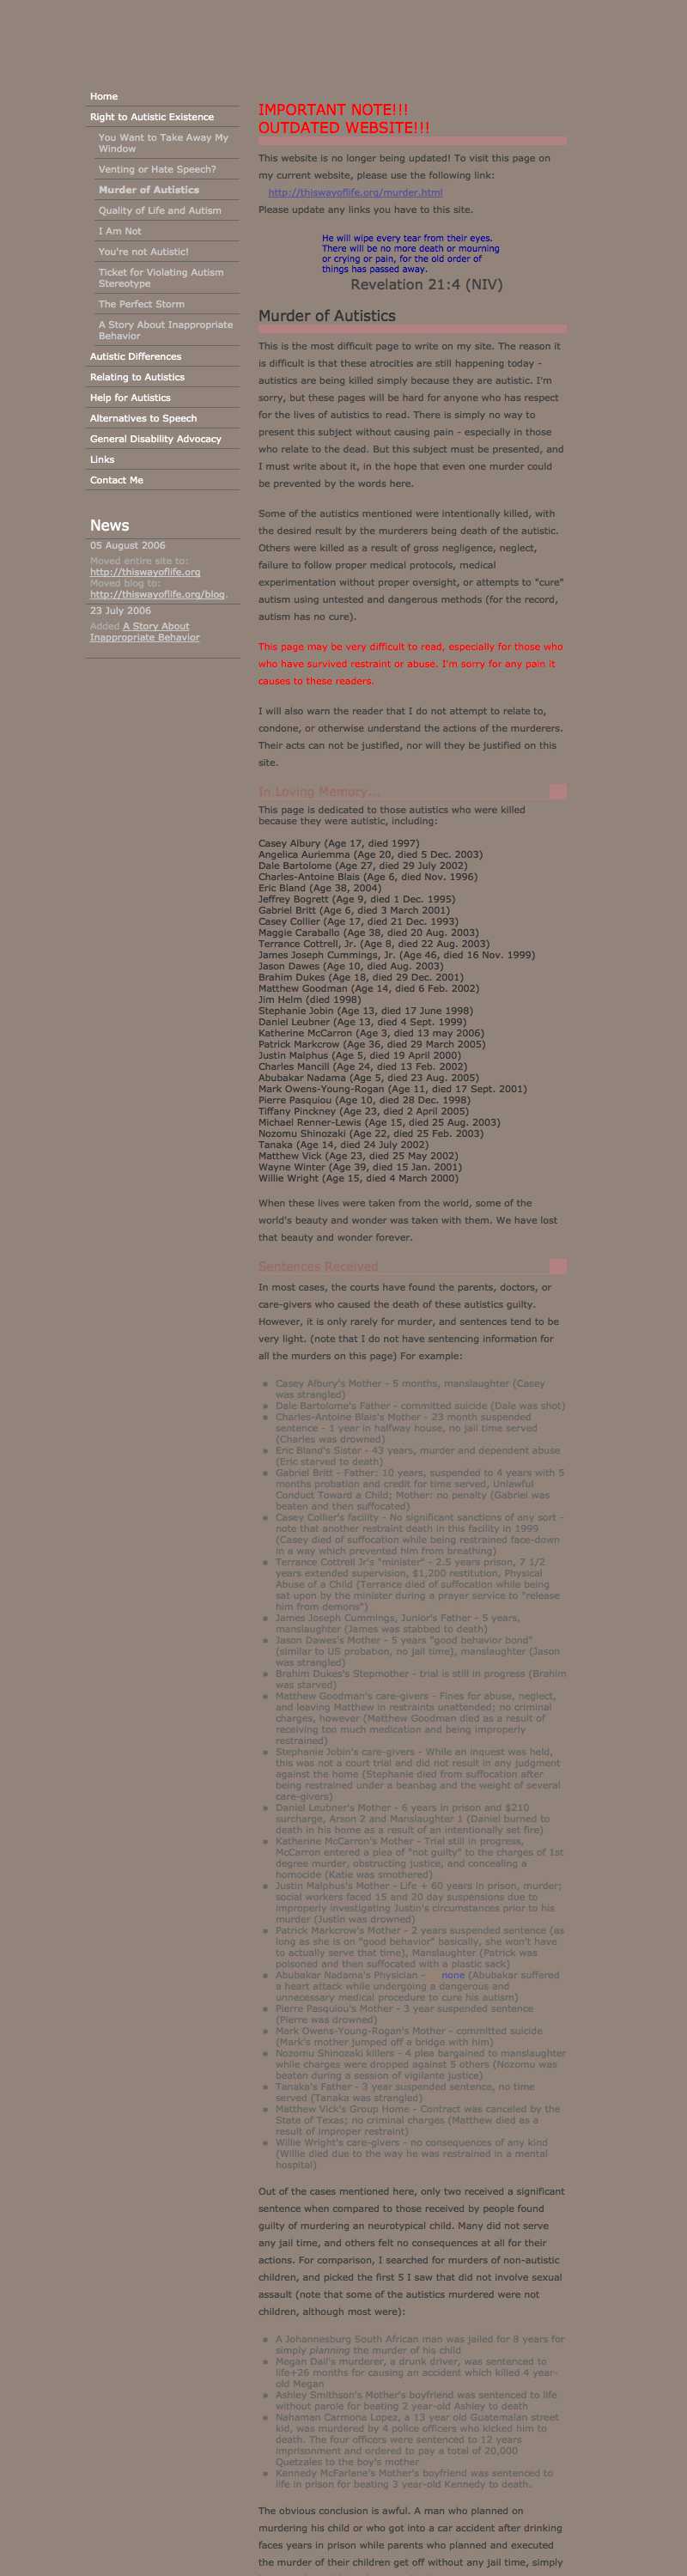 Home
Right to Autistic Existence
You Want to Take Away My
Window
Venting or Hate Speech?
Murder of Autistics
Quality of Life and Autism
I Am Not
You're not Autistic!
Ticket for Violating Autism
Stereotype
The Perfect Storm
A Story About Inappropriate
Behavior
Autistic Differences
Relating to Autistics
Help for Autistics
Alternatives to Speech
General Disability Advocacy
Links
Contact Me
News
05 August 2006
Moved entire site to:
http://thiswayoflife.org
Moved blog to:
http://thiswayoflife.org/blog.
23 July 2006
Added A Story About
Inappropriate Behavior
IMPORTANT NOTE!!!
OUTDATED WEBSITE!!!
This website is no longer being updated! To visit this page on
my current website, please use the following link:
http://thiswayoflife.org/murder.html
Please update any links you have to this site.
He will wipe every tear from their eyes.
There will be no more death or mourning
or crying or pain, for the old order of
things has passed away.
Revelation 21:4 (NIV)
Murder of Autistics
This is the most difficult page to write on my site. The reason it
is difficult is that these atrocities are still happening today -
autistics are being killed simply because they are autistic. I'm
sorry, but these pages will be hard for anyone who has respect
for the lives of autistics to read. There is simply no way to
present this subject without causing pain - especially in those
who relate to the dead. But this subject must be presented, and
I must write about it, in the hope that even one murder could
be prevented by the words here.
Some of the autistics mentioned were intentionally killed, with
the desired result by the murderers being death of the autistic.
Others were killed as a result of gross negligence, neglect,
failure to follow proper medical protocols, medical
experimentation without proper oversight, or attempts to "cure"
autism using untested and dangerous methods (for the record,
autism has no cure).
This page may be very difficult to read, especially for those who
who have survived restraint or abuse. I'm sorry for any pain it
causes to these readers.
I will also warn the reader that I do not attempt to relate to,
condone, or otherwise understand the actions of the murderers.
Their acts can not be justified, nor will they be justified on this
site.
In Loving Memory...
This page is dedicated to those autistics who were killed
because they were autistic, including:
Casey Albury (Age 17, died 1997)
Angelica Auriemma (Age 20, died 5 Dec. 2003)
Dale Bartolome (Age 27, died 29 July 2002)
Charles-Antoine Blais (Age 6, died Nov. 1996)
Eric Bland (Age 38, 2004)
Jeffrey Bogrett (Age 9, died 1 Dec. 1995)
Gabriel Britt (Age 6, died 3 March 2001)
Casey Collier (Age 17, died 21 Dec. 1993)
Maggie Caraballo (Age 38, died 20 Aug. 2003)
Terrance Cottrell, Jr. (Age 8, died 22 Aug. 2003)
James Joseph Cummings, Jr. (Age 46, died 16 Nov. 1999)
Jason Dawes (Age 10, died Aug. 2003)
Brahim Dukes (Age 18, died 29 Dec. 2001)
Matthew Goodman (Age 14, died 6 Feb. 2002)
Jim Helm (died 1998)
Stephanie Jobin (Age 13, died 17 June 1998)
Daniel Leubner (Age 13, died 4 Sept. 1999)
Katherine McCarron (Age 3, died 13 may 2006)
Patrick Markcrow (Age 36, died 29 March 2005)
Justin Malphus (Age 5, died 19 April 2000)
Charles Mancill (Age 24, died 13 Feb. 2002)
Abubakar Nadama (Age 5, died 23 Aug. 2005)
Mark Owens-Young-Rogan (Age 11, died 17 Sept. 2001)
Pierre Pasquiou (Age 10, died 28 Dec. 1998)
Tiffany Pinckney (Age 23, died 2 April 2005)
Michael Renner-Lewis (Age 15, died 25 Aug. 2003)
Nozomu Shinozaki (Age 22, died 25 Feb. 2003)
Tanaka (Age 14, died 24 July 2002)
Matthew Vick (Age 23, died 25 May 2002)
Wayne Winter (Age 39, died 15 Jan. 2001)
Willie Wright (Age 15, died 4 March 2000)
When these lives were taken from the world, some of the
world's beauty and wonder was taken with them. We have lost
that beauty and wonder forever.
Sentences Received
In most cases, the courts have found the parents, doctors, or
care-givers who caused the death of these autistics guilty.
However, it is only rarely for murder, and sentences tend to be
very light. (note that I do not have sentencing information for
all the murders on this page) For example:
Casey Albury's Mother - 5 months, manslaughter (Casey
was strangled)
Dale Bartolome's Father - committed suicide (Dale was shot)
Charles-Antoine Blais's Mother - 23 month suspended
sentence - 1 year in halfway house, no jail time served
(Charles was drowned)
Eric Bland's Sister - 43 years, murder and dependent abuse
(Eric starved to death)
Gabriel Britt - Father: 10 years, suspended to 4 years with 5
months probation and credit for time served, Unlawful
Conduct Toward a Child; Mother: no penalty (Gabriel was
beaten and then suffocated)
Casey Collier's facility - No significant sanctions of any sort -
note that another restraint death in this facility in 1999
(Casey died of suffocation while being restrained face-down
in a way which prevented him from breathing)
Terrance Cottrell Jr's "minister" - 2.5 years prison, 7 1/2
years extended supervision, $1,200 restitution, Physical
Abuse of a Child (Terrance died of suffocation while being
sat upon by the minister during a prayer service to "release
him from demons")
James Joseph Cummings, Junior's Father - 5 years,
manslaughter (James was stabbed to death)
Jason Dawes's Mother - 5 years "good behavior bond"
(similar to US probation, no jail time), manslaughter (Jason
was strangled)
Brahim Dukes's Stepmother - trial is still in progress (Brahim
was starved)
Matthew Goodman's care-givers - Fines for abuse, neglect,
and leaving Matthew in restraints unattended; no criminal
charges, however (Matthew Goodman died as a result of
receiving too much medication and being improperly
restrained)
Stephanie Jobin's care-givers - While an inquest was held,
this was not a court trial and did not result in any judgment
against the home (Stephanie died from suffocation after
being restrained under a beanbag and the weight of several
care-givers)
Daniel Leubner's Mother - 6 years in prison and $210
surcharge, Arson 2 and Manslaughter 1 (Daniel burned to
death in his home as a result of an intentionally set fire)
Katherine McCarron's Mother - Trial still in progress,
McCarron entered a plea of "not guilty" to the charges of 1st
degree murder, obstructing justice, and concealing a
homocide (Katie was smothered)
Justin Malphus's Mother - Life + 60 years in prison, murder;
social workers faced 15 and 20 day suspensions due to
improperly investigating Justin's circumstances prior to his
murder (Justin was drowned)
Patrick Markcrow's Mother - 2 years suspended sentence (as
long as she is on "good behavior" basically, she won't have
to actually serve that time), Manslaughter (Patrick was
poisoned and then suffocated with a plastic sack)
Abubakar Nadama's Physician - none (Abubakar suffered
a heart attack while undergoing a dangerous and
unnecessary medical procedure to cure his autism)
Pierre Pasquiou's Mother - 3 year suspended sentence
(Pierre was drowned)
Mark Owens-Young-Rogan's Mother - committed suicide
(Mark's mother jumped off a bridge with him)
Nozomu Shinozaki killers - 4 plea bargained to manslaughter
while charges were dropped against 5 others (Nozomu was
beaten during a session of vigilante justice)
Tanaka's Father - 3 year suspended sentence, no time
served (Tanaka was strangled)
Matthew Vick's Group Home - Contract was canceled by the
State of Texas; no criminal charges (Matthew died as a
result of improper restraint)
Willie Wright's care-givers - no consequences of any kind
(Willie died due to the way he was restrained in a mental
hospital)
Out of the cases mentioned here, only two received a significant
sentence when compared to those received by people found
guilty of murdering an neurotypical child. Many did not serve
any jail time, and others felt no consequences at all for their
actions. For comparison, I searched for murders of non-autistic
children, and picked the first 5 I saw that did not involve sexual
assault (note that some of the autistics murdered were not
children, although most were):
A Johannesburg South African man was jailed for 8 years for
simply planning the murder of his child
Megan Dail's murderer, a drunk driver, was sentenced to
life+26 months for causing an accident which killed 4 year-
old Megan
Ashley Smithson's Mother's boyfriend was sentenced to life
without parole for beating 2 year-old Ashley to death
Nahaman Carmona Lopez, a 13 year old Guatemalan street
kid, was murdered by 4 police officers who kicked him to
death. The four officers were sentenced to 12 years
imprisonment and ordered to pay a total of 20,000
Quetzales to the boy's mother
Kennedy McFarlane's Mother's boyfriend was sentenced to
life in prison for beating 3 year-old Kennedy to death.
The obvious conclusion is awful. A man who planned on
murdering his child or who got into a car accident after drinking
faces years in prison while parents who planned and executed
the murder of their children get off without any jail time, simply